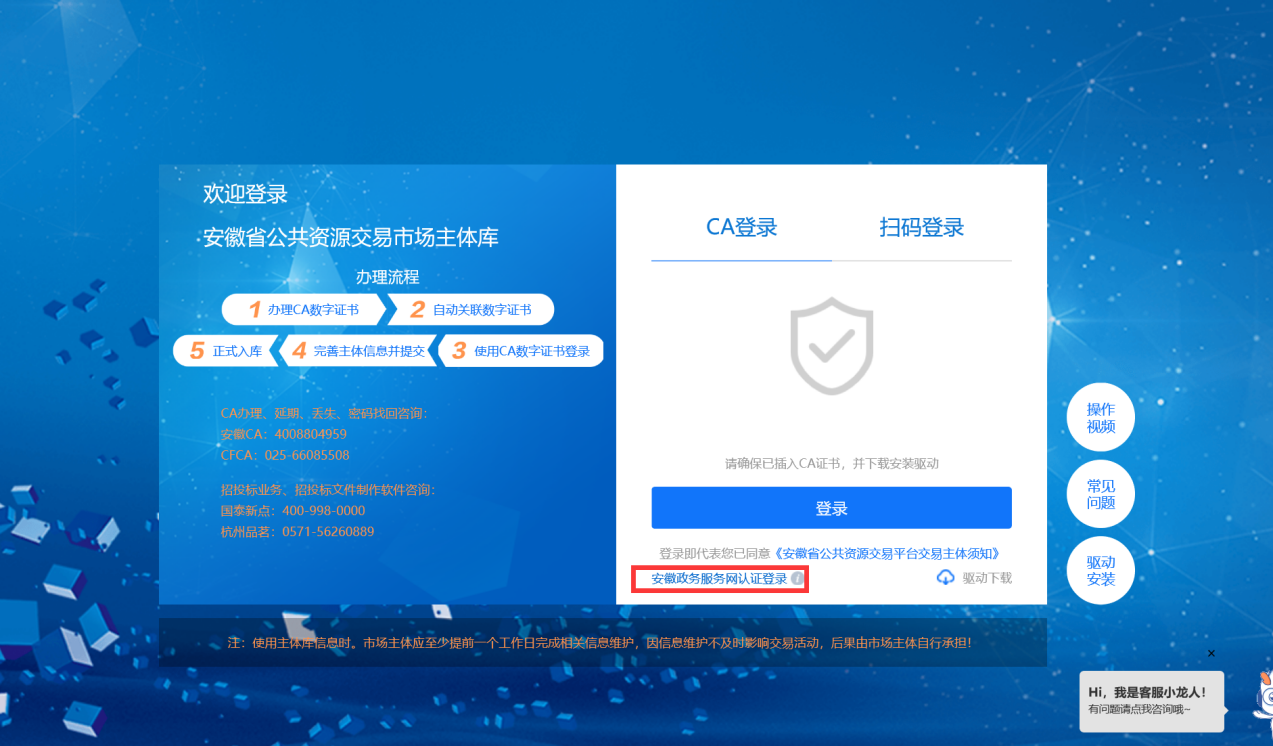 欢迎登录
安徽省公共资源交易市场主体库
办理流程
1 办理CA数字证书
2 自动关联数字证书
5 正式入库
4 完善主体信息并提交
3 使用CA数字证书登录
CA办理、延期、丢失、密码找回咨询：
安徽CA：4008804959
CFCA：025-66085508
招投标业务、招投标文件制作软件咨询：
国泰新点：400-998-0000
杭州品茗：0571-56260889
CA登录
扫码登录
请确保已插入CA证书，并下载安装驱动
登录
登录即代表您已同意《安徽省公共资源交易平台交易主体须知》
安徽政务服务网认证登录 i
驱动下载
操作
视频
常见
问题
驱动
安装
注：使用主体库信息时。市场主体应至少提前一个工作日完成相关信息维护，因信息维护不及时影响交易活动，后果由市场主体自行承担！
×
Hi，我是客服小龙人！
有问题请点我咨询哦~